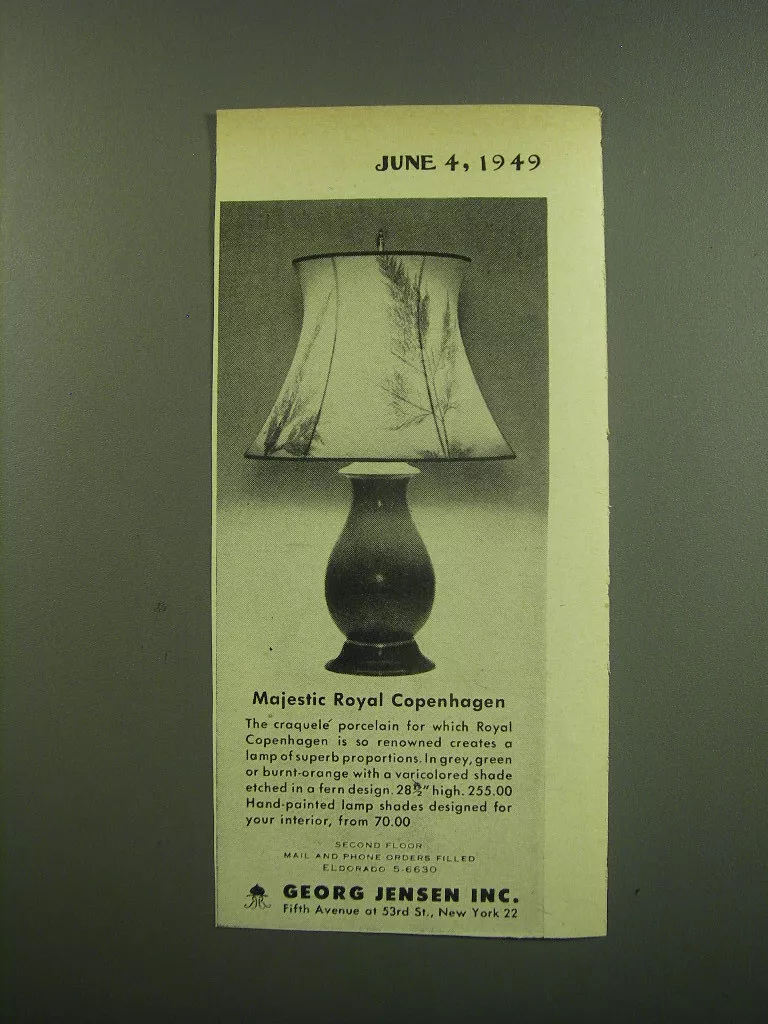 JUNE 4, 1949
Majestic Royal Copenhagen
The craquelé porcelain for which Royal
Copenhagen is so renowned creates a
lamp of superb proportions. In grey, green
or burnt-orange with a varicolored shade
etched in a fern design. 28½" high. 255.00
Hand-painted lamp shades designed for
your interior, from 70.00
SECOND FLOOR
MAIL AND PHONE ORDERS FILLED
ELDORADO 5-6630
GEORG JENSEN INC.
Fifth Avenue at 53rd St., New York 22